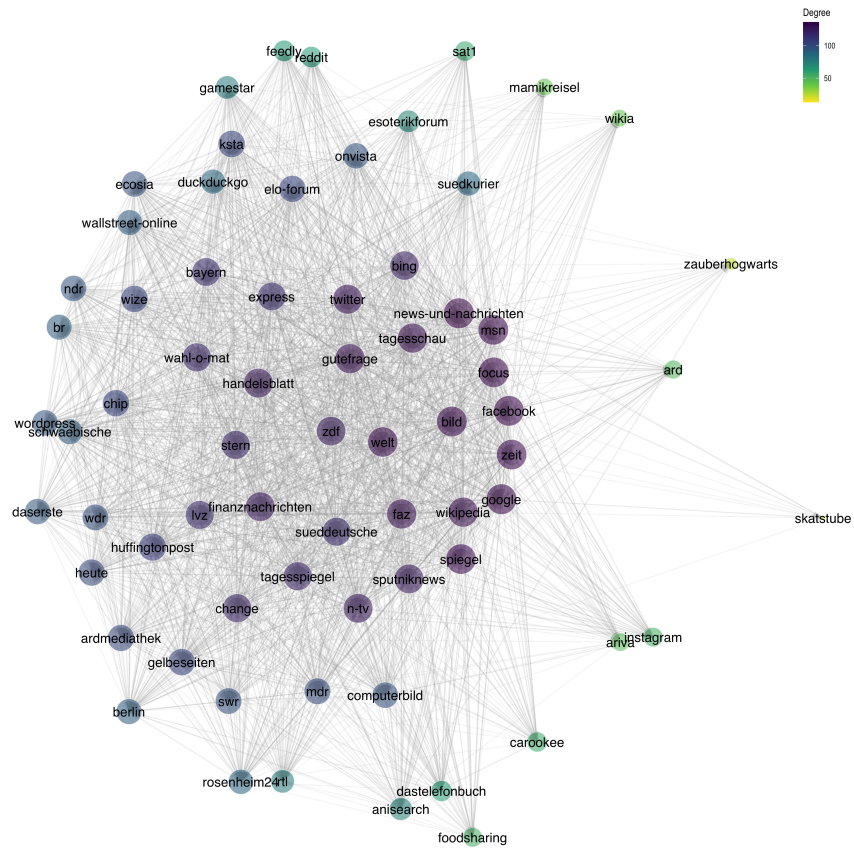 Degree
100
50
feedly
reddit
sat1
gamestar
mamikreisel
esoterikforum
wikia
ksta
onvista
ecosia
duckduckgo
elo-forum
suedkurier
wallstreet-online
bayern
bing
zauberhogwarts
ndr
wize
express
twitter
news-und-nachrichten
br
tagesschau
msn
wahl-o-mat
gutefrage
handelsblatt
focus
ard
chip
facebook
wordpress
schwaebische
bild
zdf
welt
stern
zeit
google
daserste
wdr
lvz
finanznachrichten
faz
wikipedia
skatstube
sueddeutsche
huffingtonpost
spiegel
heute
tagesspiegel
sputniknews
change
n-tv
ardmediathek
ariva
instagram
gelbeseiten
mdr
computerbild
swr
berlin
carookee
rosenheim24
rtl
dastelefonbuch
anisearch
foodsharing